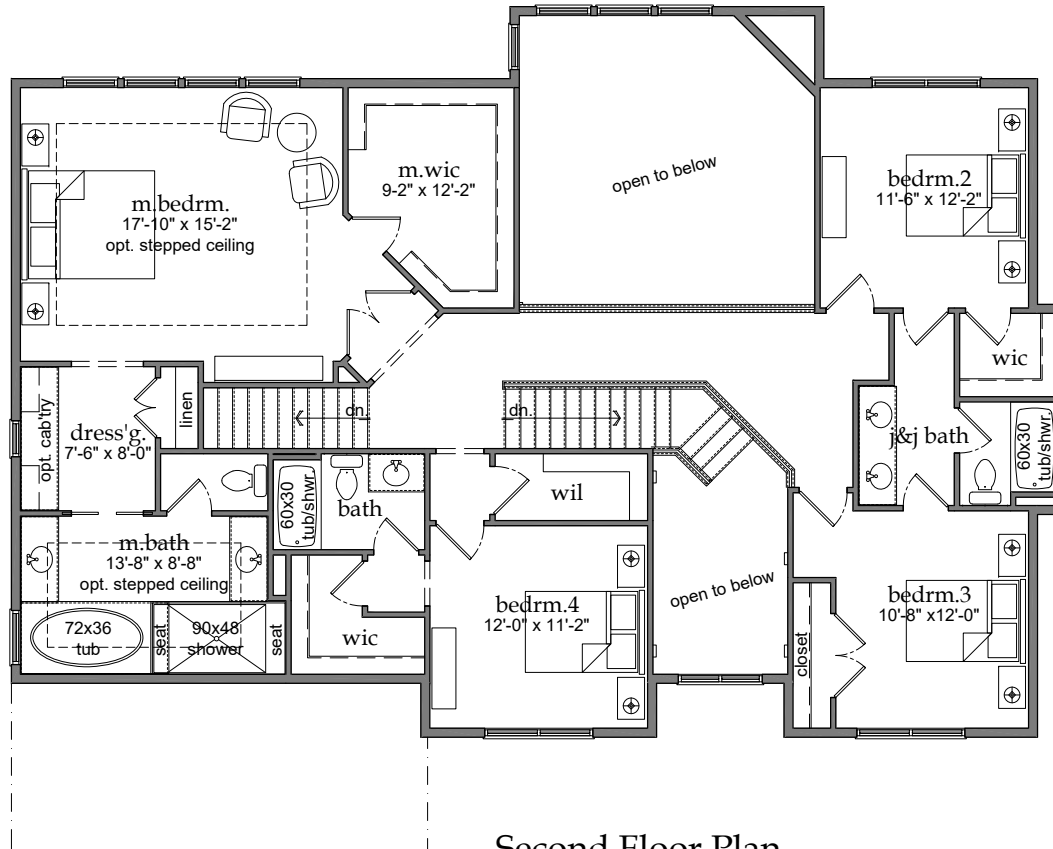 m.bedrm.
17'-10" x 15'-2"
opt. stepped ceiling
m.wic
9-2" x 12'-2"
open to below
bedrm.2
11'-6" x 12'-2"
wic
opt. cab'try
dress'g.
7'-6" x 8'-0"
linen
dn.
dn.
j&j bath
60x30
tub/shwr.
60x30
tub/shwr.
bath
wil
m.bath
13'-8" x 8'-8"
opt. stepped ceiling
72x36
tub
seat
90x48
shower
seat
wic
bedrm.4
12'-0" x 11'-2"
open to below
closet
bedrm.3
10'-8" x12'-0"
Second Floor Plan